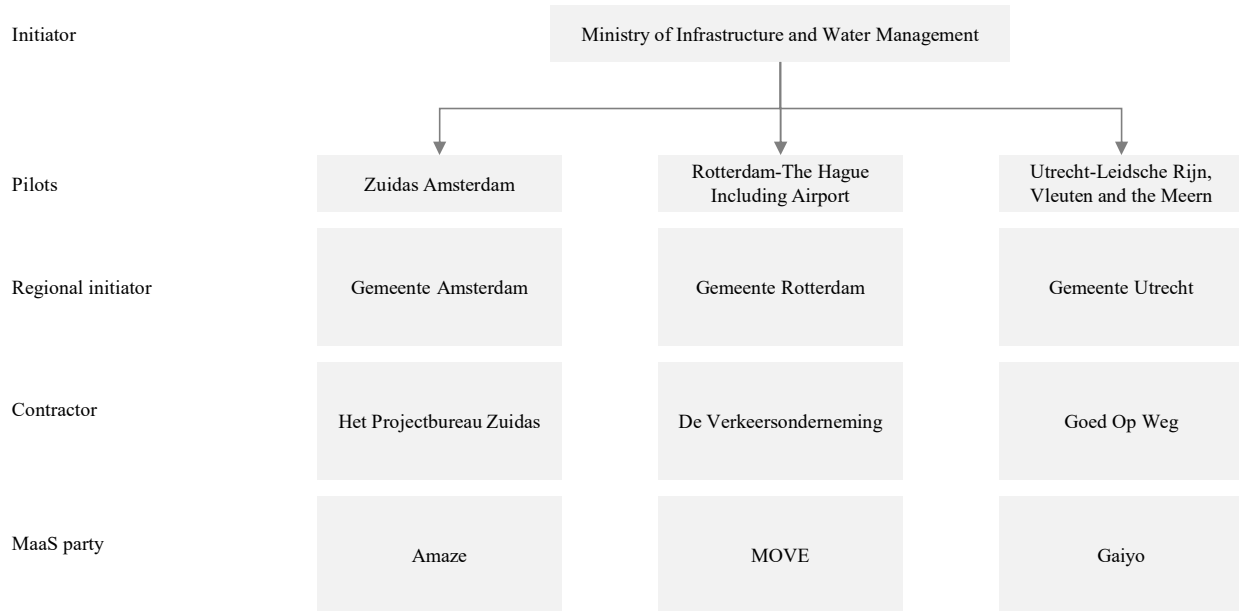 Initiator
Ministry of Infrastructure and Water Management
Pilots
Zuidas Amsterdam
Rotterdam-The Hague
Including Airport
Utrecht-Leidsche Rijn,
Vleuten and the Meern
Regional initiator
Gemeente Amsterdam
Gemeente Rotterdam
Gemeente Utrecht
Contractor
Het Projectbureau Zuidas
De Verkeersonderneming
Goed Op Weg
MaaS party
Amaze
MOVE
Gaiyo